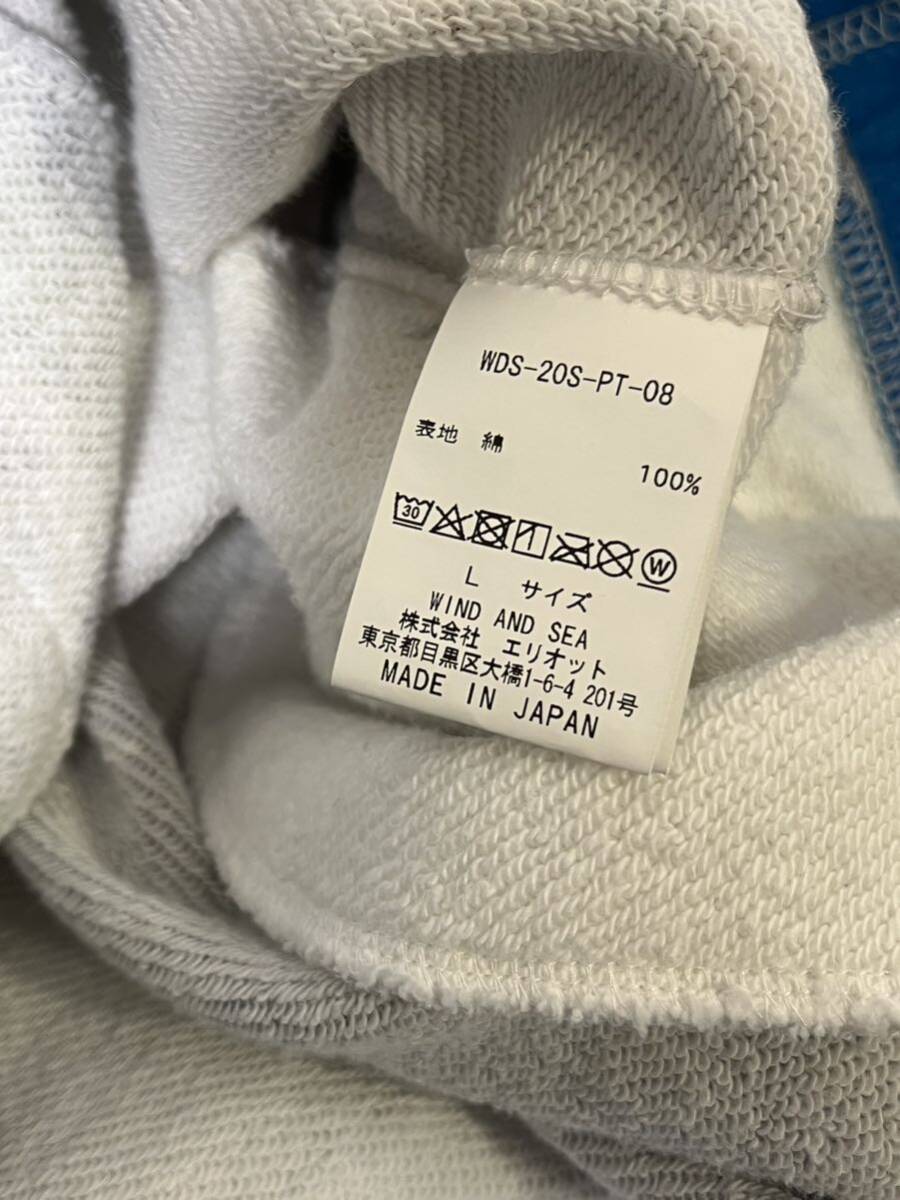 WDS-20S-PT-08
表地 綿 100%
30 W
L サイズ
WIND AND SEA
株式会社 エリオット
東京都目黒区大橋1-6-4 201号
MADE IN JAPAN